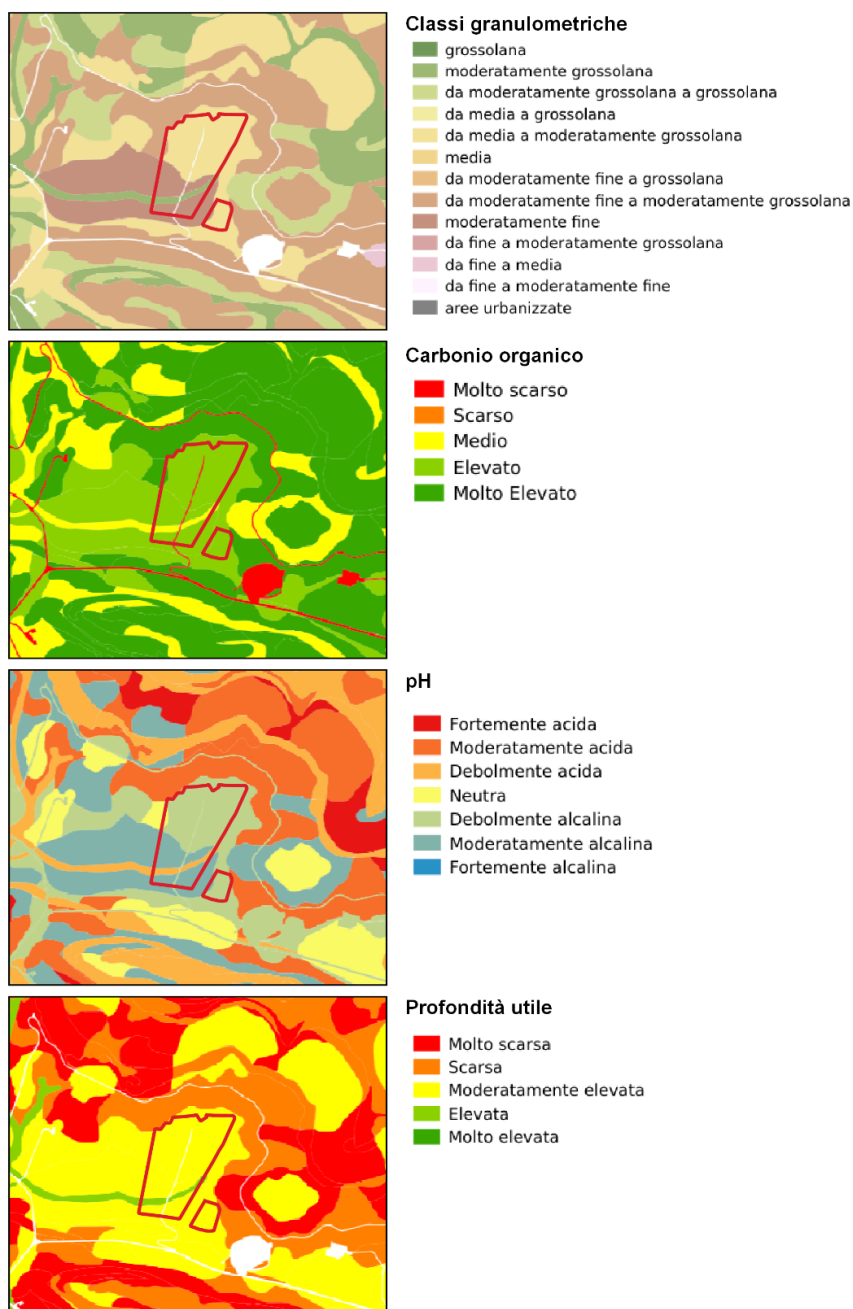 Classi granulometriche
grossolana
moderatamente grossolana
da moderatamente grossolana a grossolana
da media a grossolana
da media a moderatamente grossolana
media
da moderatamente fine a grossolana
da moderatamente fine a moderatamente grossolana
moderatamente fine
da fine a moderatamente grossolana
da fine a media
da fine a moderatamente fine
aree urbanizzate
Carbonio organico
Molto scarso
Scarso
Medio
Elevato
Molto Elevato
pH
Fortemente acida
Moderatamente acida
Debolmente acida
Neutra
Debolmente alcalina
Moderatamente alcalina
Fortemente alcalina
Profondità utile
Molto scarsa
Scarsa
Moderatamente elevata
Elevata
Molto elevata